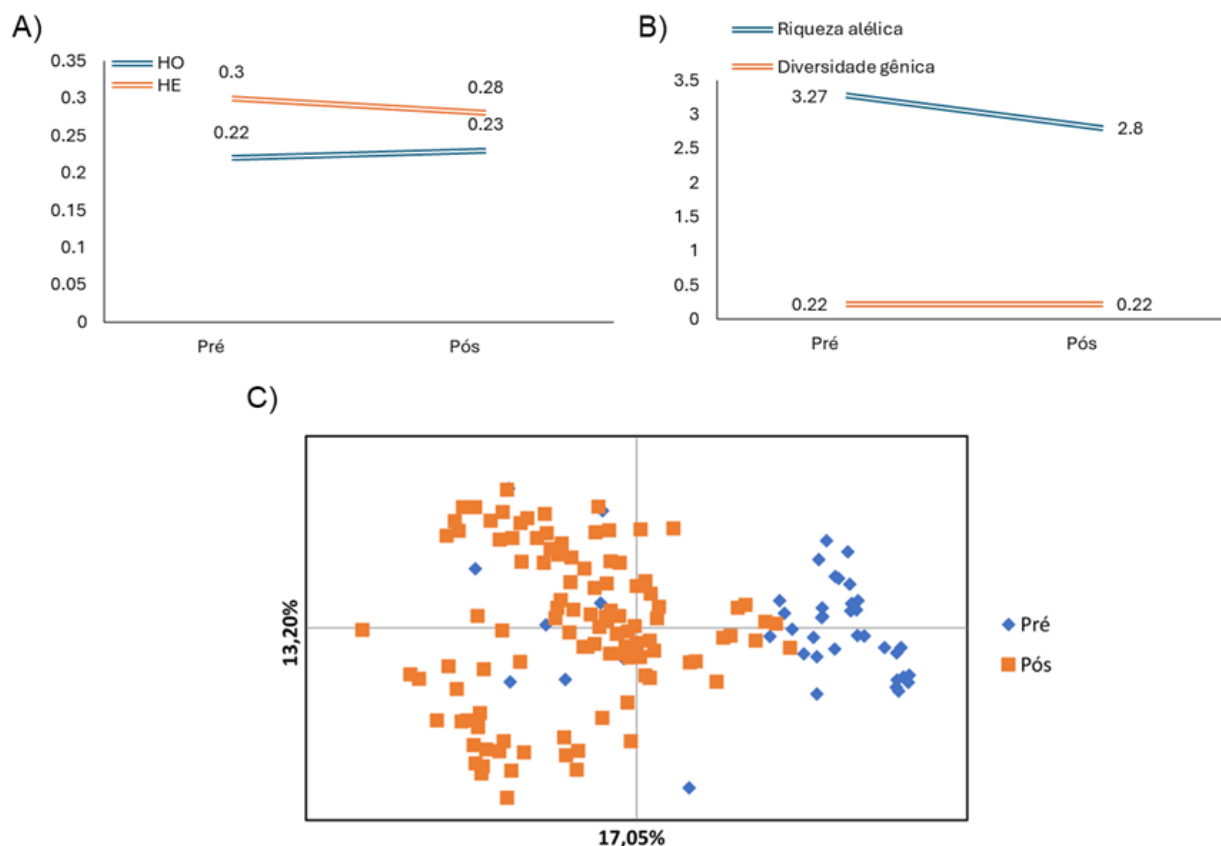 A)
HO
HE
0.35
0.3
0.25
0.2
0.15
0.1
0.05
0
0.3
0.28
0.22
0.23
Pré
Pós
B)
Riqueza alélica
Diversidade gênica
3.5
3
2.5
2
1.5
1
0.5
0
3.27
2.8
0.22
0.22
Pré
Pós
C)
13,20%
17,05%
Pré
Pós